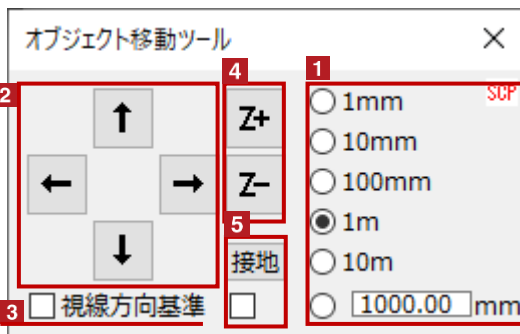 オブジェクト移動ツール ×
4 1
2 ↑ Z+ 1mm SCP
10mm
← → Z- 100mm
5 1m
↓ 接地 10m
3 視線方向基準 1000.00 mm